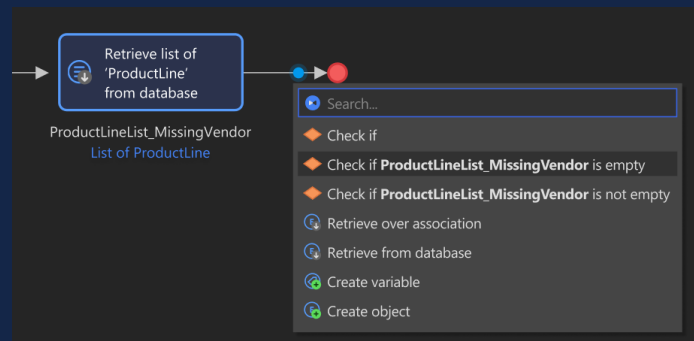 Retrieve list of
'ProductLine'
from database
ProductLineList_MissingVendor
List of ProductLine
Search...
Check if
Check if ProductLineList_MissingVendor is empty
Check if ProductLineList_MissingVendor is not empty
Retrieve over association
Retrieve from database
Create variable
Create object